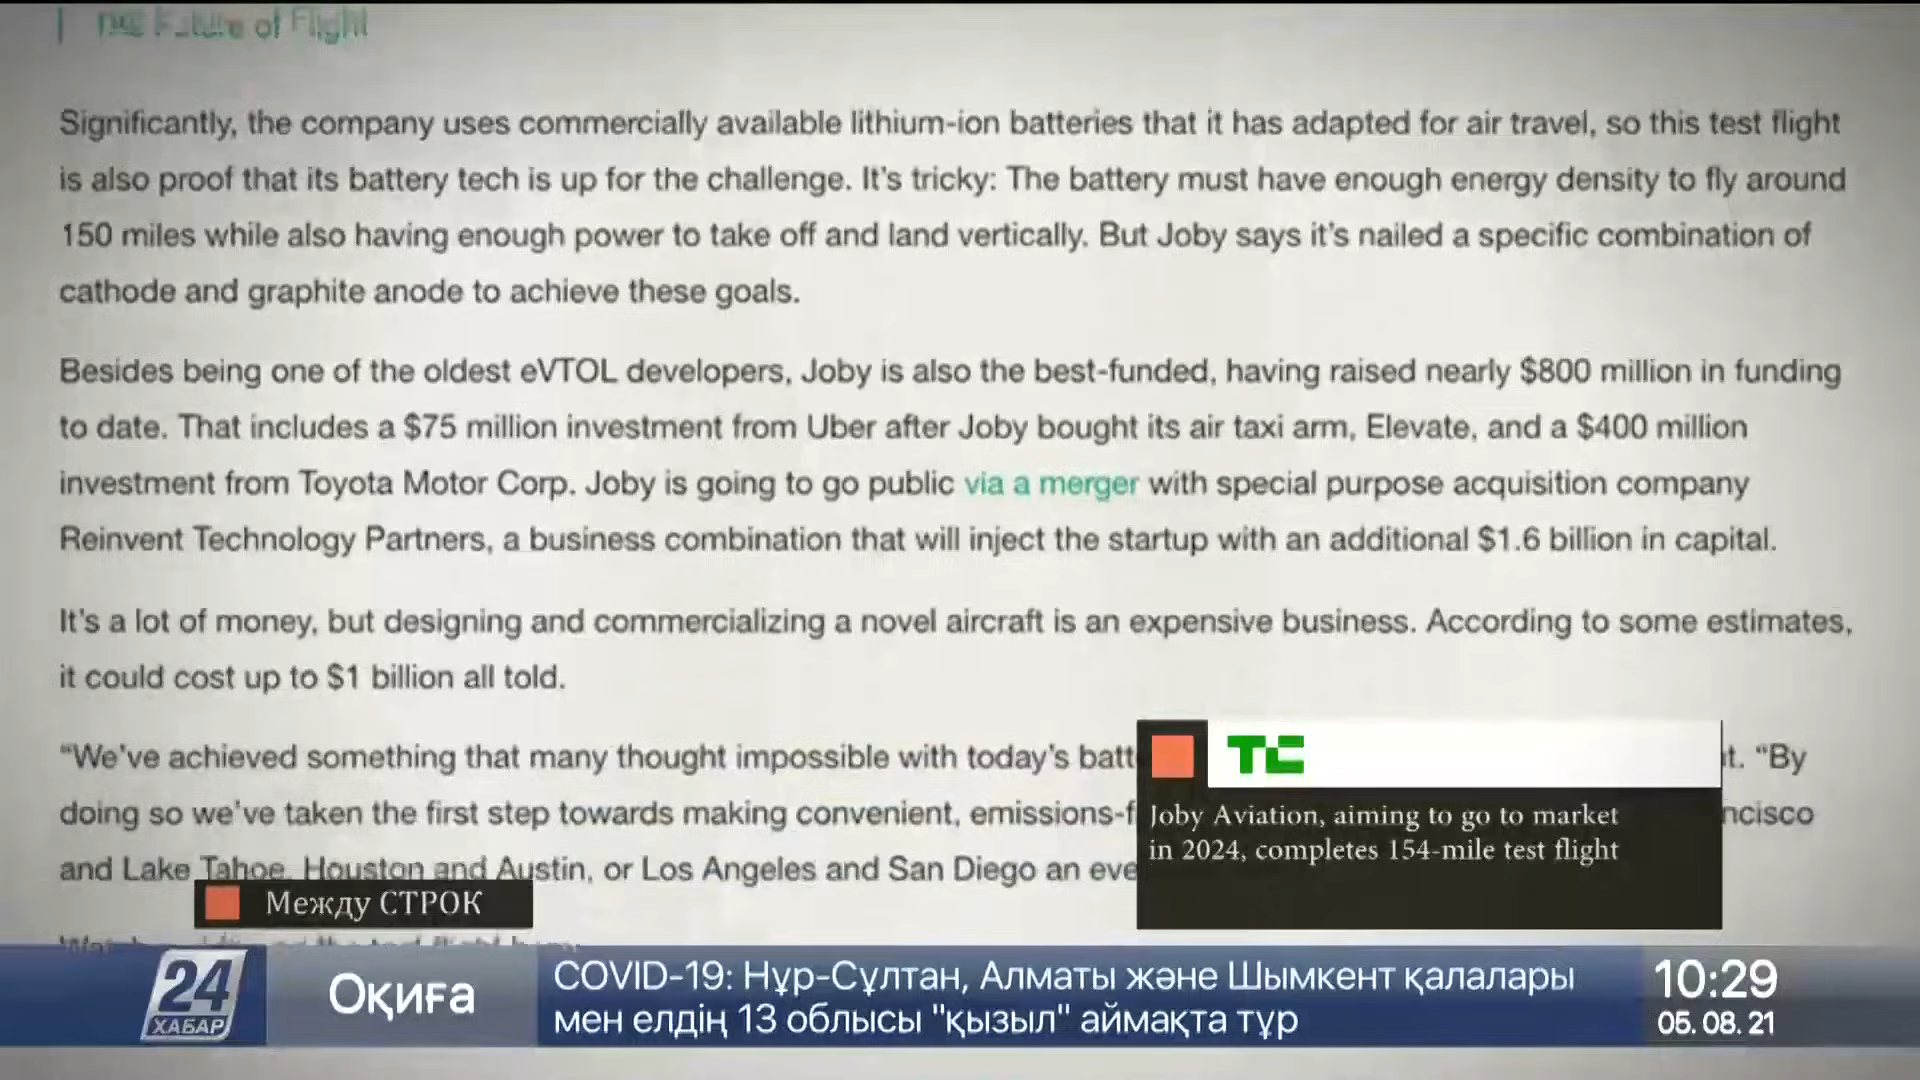 The Future of Flight
Significantly, the company uses commercially available lithium-ion batteries that it has adapted for air travel, so this test flight
is also proof that its battery tech is up for the challenge. It's tricky: The battery must have enough energy density to fly around
150 miles while also having enough power to take off and land vertically. But Joby says it's nailed a specific combination of
cathode and graphite anode to achieve these goals.
Besides being one of the oldest eVTOL developers, Joby is also the best-funded, having raised nearly $800 million in funding
to date. That includes a $75 million investment from Uber after Joby bought its air taxi arm, Elevate, and a $400 million
investment from Toyota Motor Corp. Joby is going to go public via a merger with special purpose acquisition company
Reinvent Technology Partners, a business combination that will inject the startup with an additional $1.6 billion in capital.
It's a lot of money, but designing and commercializing a novel aircraft is an expensive business. According to some estimates,
it could cost up to $1 billion all told.
“We've achieved something that many thought impossible with today's batt t. “By
doing so we've taken the first step towards making convenient, emissions-f ncisco
and Lake Tahoe, Houston and Austin, or Los Angeles and San Diego an eve
TC
Joby Aviation, aiming to go to market
in 2024, completes 154-mile test flight
Между СТРОК
24
ХАБАР
Оқиға
COVID-19: Нұр-Сұлтан, Алматы және Шымкент қалалары
мен елдің 13 облысы "қызыл" аймақта тұр
10:29
05. 08. 21